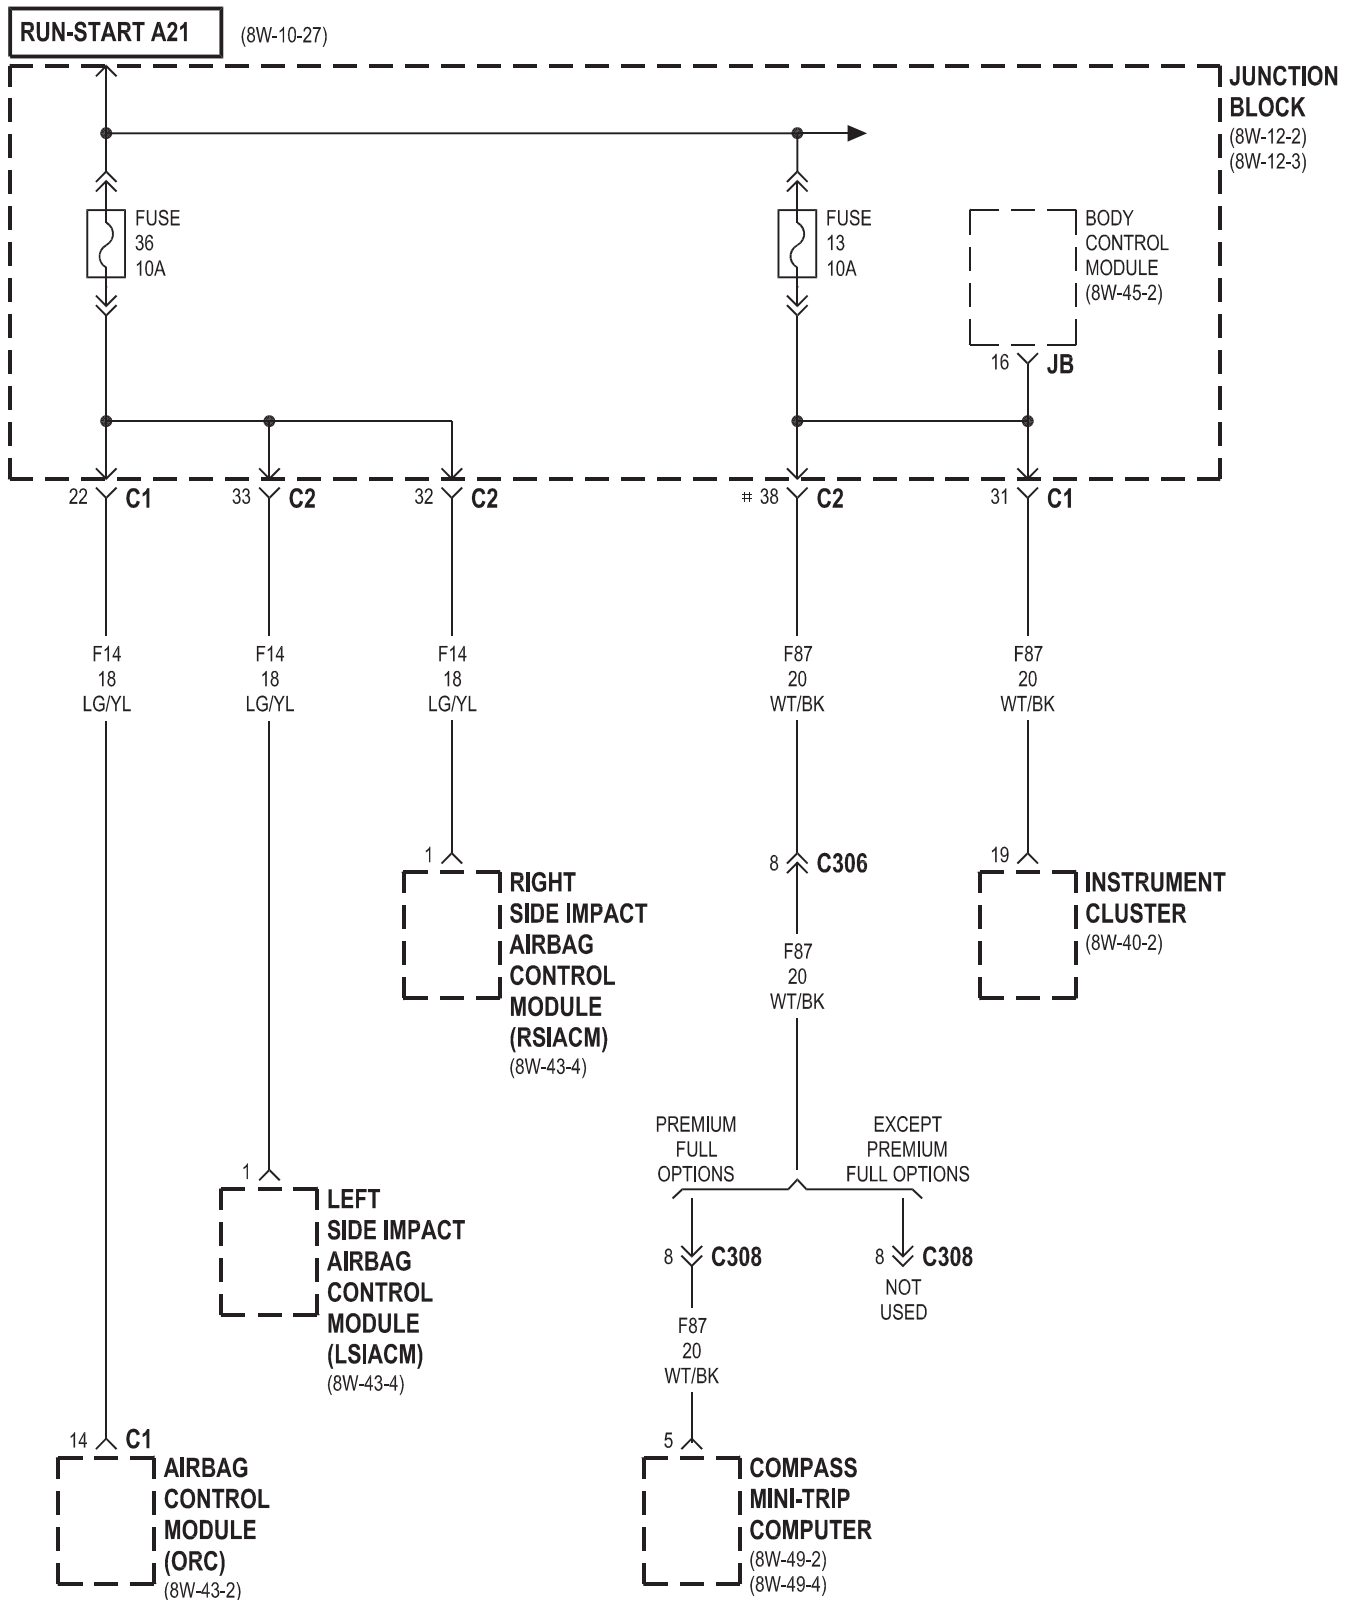 RUN-START A21
(8W-10-27)
JUNCTION
BLOCK
(8W-12-2)
(8W-12-3)
FUSE
36
10A
FUSE
13
10A
BODY
CONTROL
MODULE
(8W-45-2)
16
JB
22
C1
33
C2
32
C2
# 38
C2
31
C1
F14
18
LG/YL
F14
18
LG/YL
F14
18
LG/YL
F87
20
WT/BK
F87
20
WT/BK
1
RIGHT
SIDE IMPACT
AIRBAG
CONTROL
MODULE
(RSIACM)
(8W-43-4)
8
C306
F87
20
WT/BK
19
INSTRUMENT
CLUSTER
(8W-40-2)
PREMIUM
FULL
OPTIONS
EXCEPT
PREMIUM
FULL OPTIONS
1
LEFT
SIDE IMPACT
AIRBAG
CONTROL
MODULE
(LSIACM)
(8W-43-4)
8
C308
8
C308
NOT
USED
F87
20
WT/BK
14
C1
AIRBAG
CONTROL
MODULE
(ORC)
(8W-43-2)
5
COMPASS
MINI-TRIP
COMPUTER
(8W-49-2)
(8W-49-4)